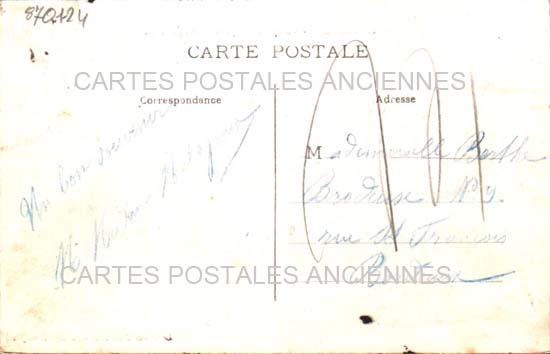 870124
CARTE POSTALE
CARTES POSTALES ANCIENNES
Correspondance
Adresse
Un bon souvenir
Mademoiselle Berthe
Brodeuse N. 9.
rue St François
Bordeaux
CARTES POSTALES ANCIENNES